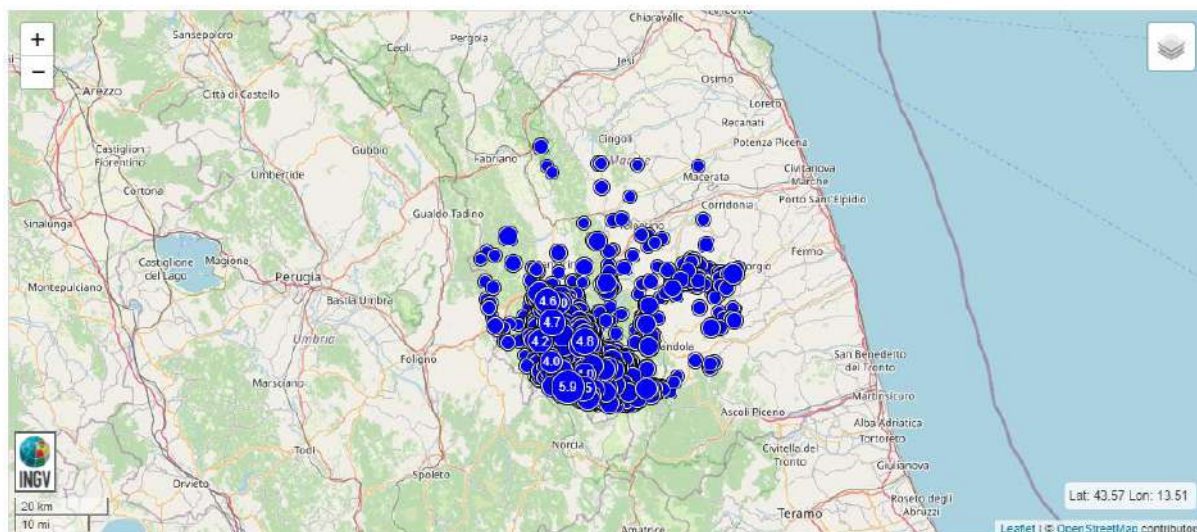 +
−
Sansepolcro
Pergola
Chiaravalle
Cagli
Jesi
Osimo
Arezzo
Città di Castello
Loreto
Recanati
Castiglion
Fiorentino
Gubbio
Fabriano
Cingoli
Potenza Picena
Umbertide
Macerata
Civitanova
Marche
Cortona
Corridonia
Porto Sant'Elpidio
Sinalunga
Gualdo Tadino
Castiglione
del Lago
Magione
Fermo
Perugia
Montepulciano
Bastia Umbra
4.6
4.7
4.2
4.8
Umbria
Foligno
4.0
San Benedetto
del Tronto
Marsciano
5.9
Martinsicuro
Ascoli Piceno
Alba Adriatica
Tortoreto
Norcia
Civitella del
Tronto
Todi
INGV
Spoleto
Giulianova
Orvieto
Lat: 43.57 Lon: 13.51
20 km
Roseto degli
Abruzzi
10 mi
Amatrice
Teramo
Leaflet | © OpenStreetMap contributor